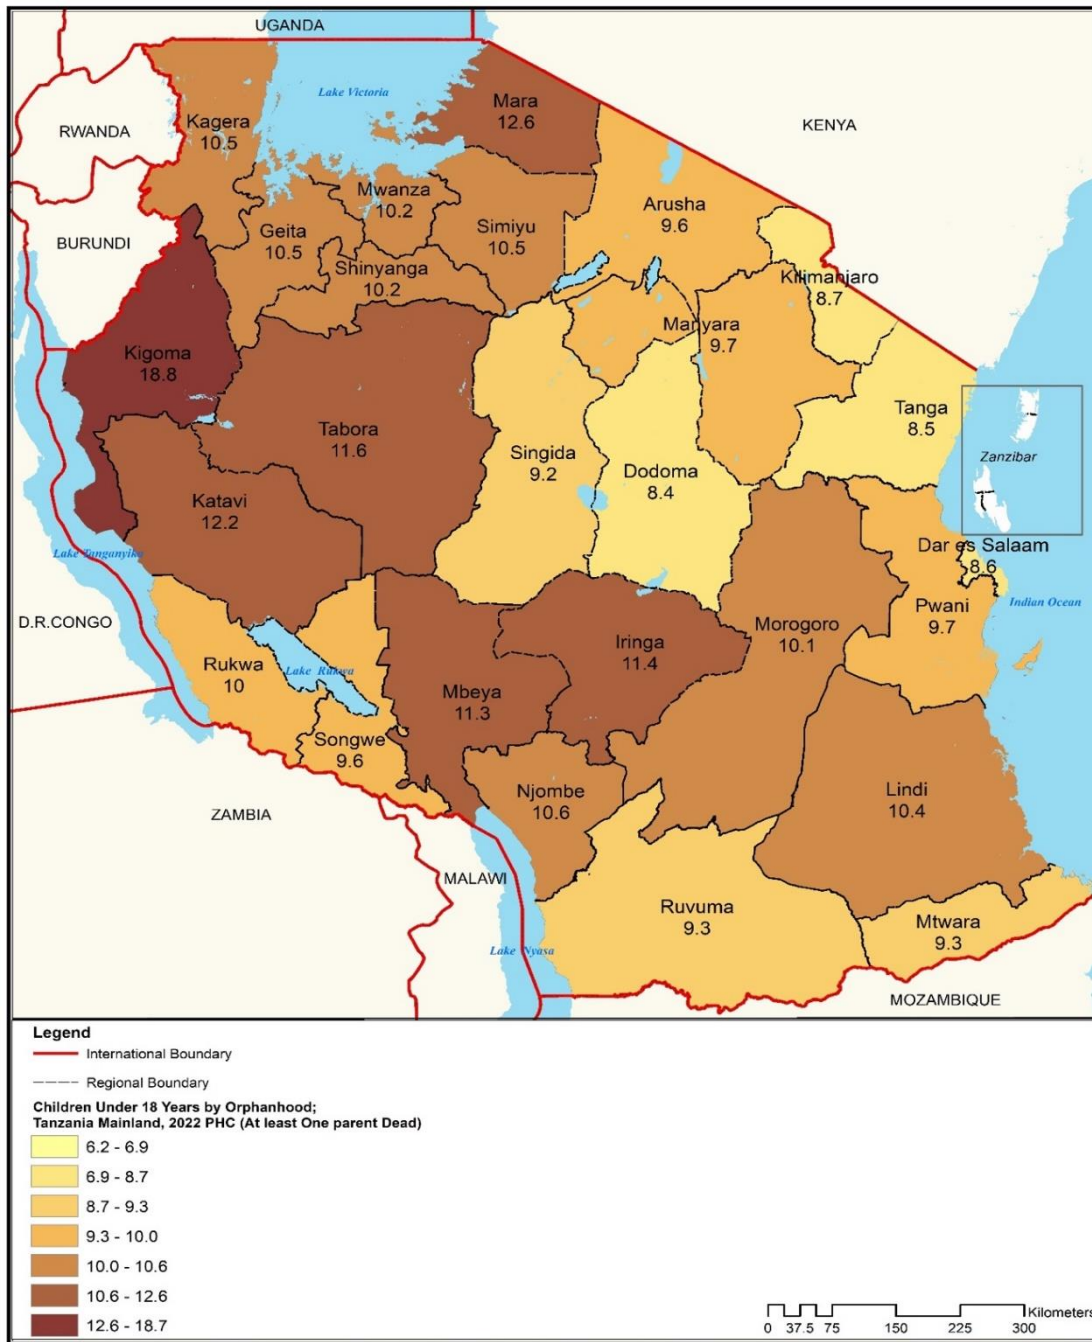 UGANDA
Lake Victoria
Mara
12.6
KENYA
RWANDA
Kagera
10.5
Mwanza
10.2
Arusha
9.6
BURUNDI
Geita
10.5
Simiyu
10.5
Shinyanga
10.2
Kilimanjaro
8.7
Manyara
9.7
Kigoma
18.8
Tabora
11.6
Singida
9.2
Dodoma
8.4
Tanga
8.5
Zanzibar
Katavi
12.2
Lake Tanganyika
Dar es Salaam
8.6
Indian Ocean
D.R.CONGO
Pwani
9.7
Morogoro
10.1
Iringa
11.4
Rukwa
10
Lake Rukwa
Mbeya
11.3
Songwe
9.6
Njombe
10.6
Lindi
10.4
ZAMBIA
MALAWI
Ruvuma
9.3
Mtwara
9.3
Lake Nyasa
MOZAMBIQUE
Legend
International Boundary
Regional Boundary
Children Under 18 Years by Orphanhood;
Tanzania Mainland, 2022 PHC (At least One parent Dead)
6.2 - 6.9
6.9 - 8.7
8.7 - 9.3
9.3 - 10.0
10.0 - 10.6
10.6 - 12.6
12.6 - 18.7
Kilometers
0 37.5 75 150 225 300